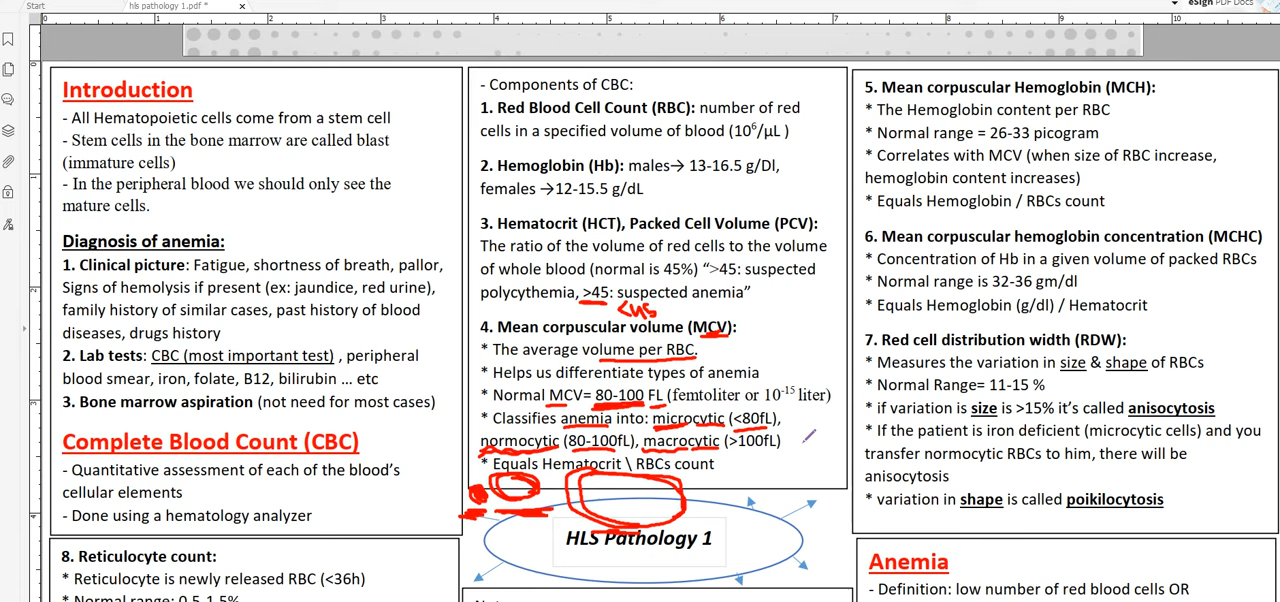 Start
hls pathology 1.pdf *
eSign PDF Docs
0 1 2 3 4 5 6 7 8 9 10
Introduction
- All Hematopoietic cells come from a stem cell
- Stem cells in the bone marrow are called blast
(immature cells)
- In the peripheral blood we should only see the
mature cells.
Diagnosis of anemia:
1. Clinical picture: Fatigue, shortness of breath, pallor,
Signs of hemolysis if present (ex: jaundice, red urine),
family history of similar cases, past history of blood
diseases, drugs history
2. Lab tests: CBC (most important test) , peripheral
blood smear, iron, folate, B12, bilirubin ... etc
3. Bone marrow aspiration (not need for most cases)
Complete Blood Count (CBC)
- Quantitative assessment of each of the blood's
cellular elements
- Done using a hematology analyzer
8. Reticulocyte count:
* Reticulocyte is newly released RBC (<36h)
* Normal range: 0.5-1.5%
- Components of CBC:
1. Red Blood Cell Count (RBC): number of red
cells in a specified volume of blood (10⁶/µL )
2. Hemoglobin (Hb): males→ 13-16.5 g/Dl,
females →12-15.5 g/dL
3. Hematocrit (HCT), Packed Cell Volume (PCV):
The ratio of the volume of red cells to the volume
of whole blood (normal is 45%) “>45: suspected
polycythemia, >45: suspected anemia”
<45
4. Mean corpuscular volume (MCV):
* The average volume per RBC.
* Helps us differentiate types of anemia
* Normal MCV= 80-100 FL (femtoliter or 10⁻¹⁵ liter)
* Classifies anemia into: microcytic (<80fL),
normocytic (80-100fL), macrocytic (>100fL)
* Equals Hematocrit \ RBCs count
HLS Pathology 1
5. Mean corpuscular Hemoglobin (MCH):
* The Hemoglobin content per RBC
* Normal range = 26-33 picogram
* Correlates with MCV (when size of RBC increase,
hemoglobin content increases)
* Equals Hemoglobin / RBCs count
6. Mean corpuscular hemoglobin concentration (MCHC)
* Concentration of Hb in a given volume of packed RBCs
* Normal range is 32-36 gm/dl
* Equals Hemoglobin (g/dl) / Hematocrit
7. Red cell distribution width (RDW):
* Measures the variation in size & shape of RBCs
* Normal Range= 11-15 %
* if variation is size is >15% it's called anisocytosis
* If the patient is iron deficient (microcytic cells) and you
transfer normocytic RBCs to him, there will be
anisocytosis
* variation in shape is called poikilocytosis
Anemia
- Definition: low number of red blood cells OR